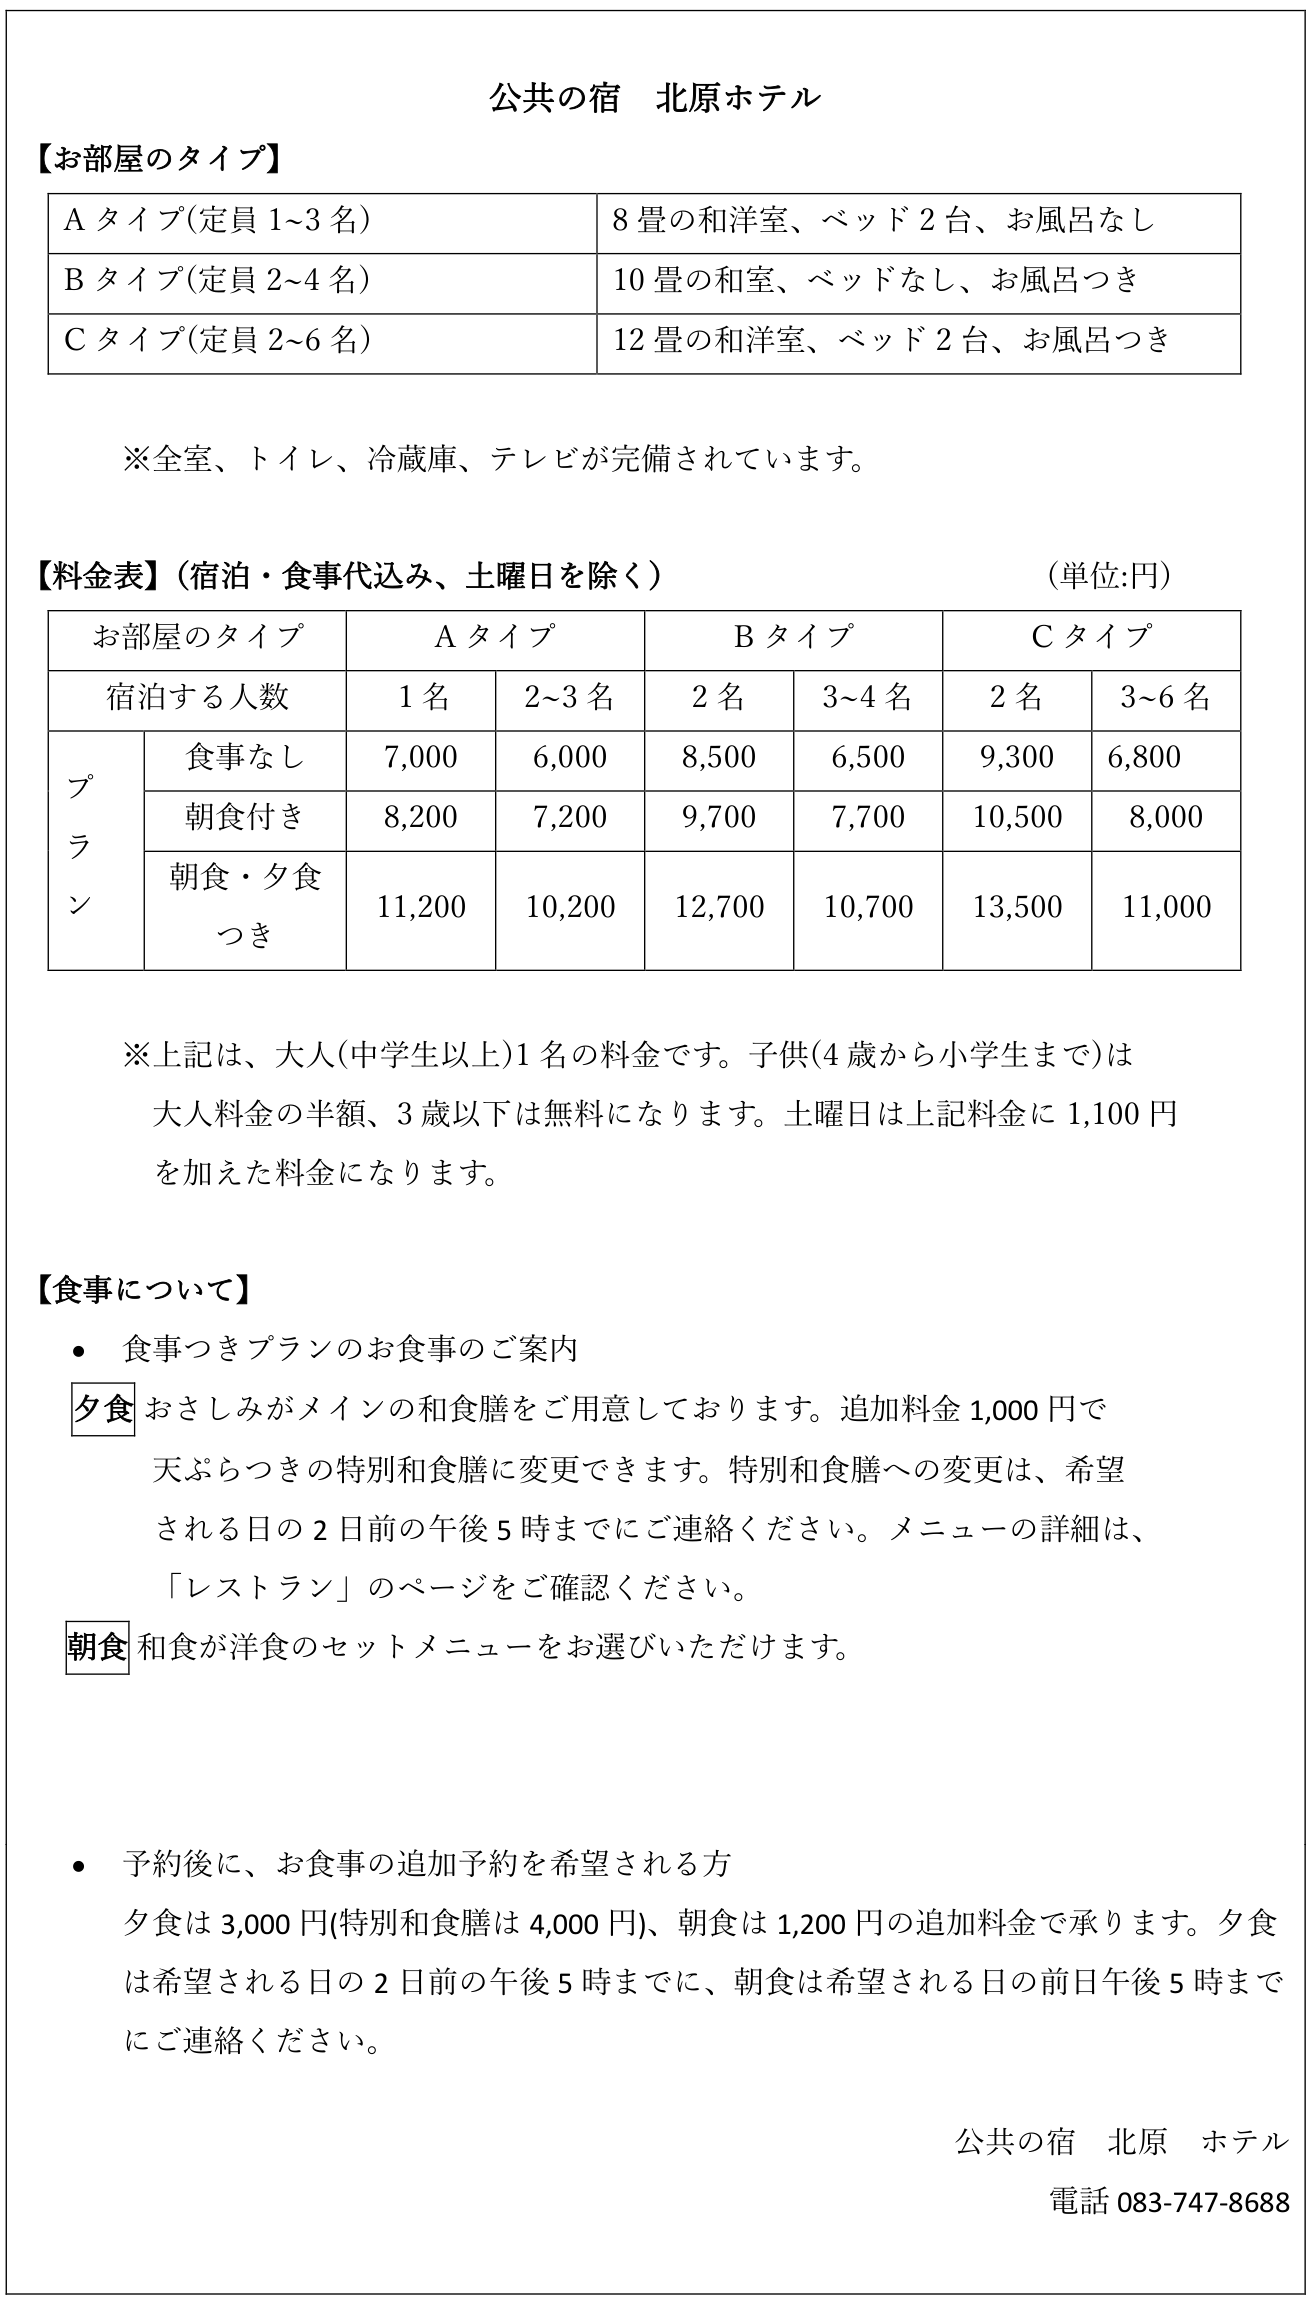 公共の宿　北原ホテル
【お部屋のタイプ】
A タイプ(定員 1~3 名) 8 畳の和洋室、ベッド 2 台、お風呂なし
B タイプ(定員 2~4 名) 10 畳の和室、ベッドなし、お風呂つき
C タイプ(定員 2~6 名) 12 畳の和洋室、ベッド 2 台、お風呂つき
※全室、トイレ、冷蔵庫、テレビが完備されています。
【料金表】（宿泊・食事代込み、土曜日を除く） （単位:円）
お部屋のタイプ A タイプ B タイプ C タイプ
宿泊する人数 1 名 2~3 名 2 名 3~4 名 2 名 3~6 名
プラン
食事なし 7,000 6,000 8,500 6,500 9,300 6,800
朝食付き 8,200 7,200 9,700 7,700 10,500 8,000
朝食・夕食
つき 11,200 10,200 12,700 10,700 13,500 11,000
※上記は、大人(中学生以上)1 名の料金です。子供(4 歳から小学生まで)は
大人料金の半額、3 歳以下は無料になります。土曜日は上記料金に 1,100 円
を加えた料金になります。
【食事について】
● 食事つきプランのお食事のご案内
夕食 おさしみがメインの和食膳をご用意しております。追加料金 1,000 円で
天ぷらつきの特別和食膳に変更できます。特別和食膳への変更は、希望
される日の 2 日前の午後 5 時までにご連絡ください。メニューの詳細は、
「レストラン」のページをご確認ください。
朝食 和食が洋食のセットメニューをお選びいただけます。
● 予約後に、お食事の追加予約を希望される方
夕食は 3,000 円(特別和食膳は 4,000 円)、朝食は 1,200 円の追加料金で承ります。夕食
は希望される日の 2 日前の午後 5 時までに、朝食は希望される日の前日午後 5 時まで
にご連絡ください。
公共の宿　北原　ホテル
電話 083-747-8688